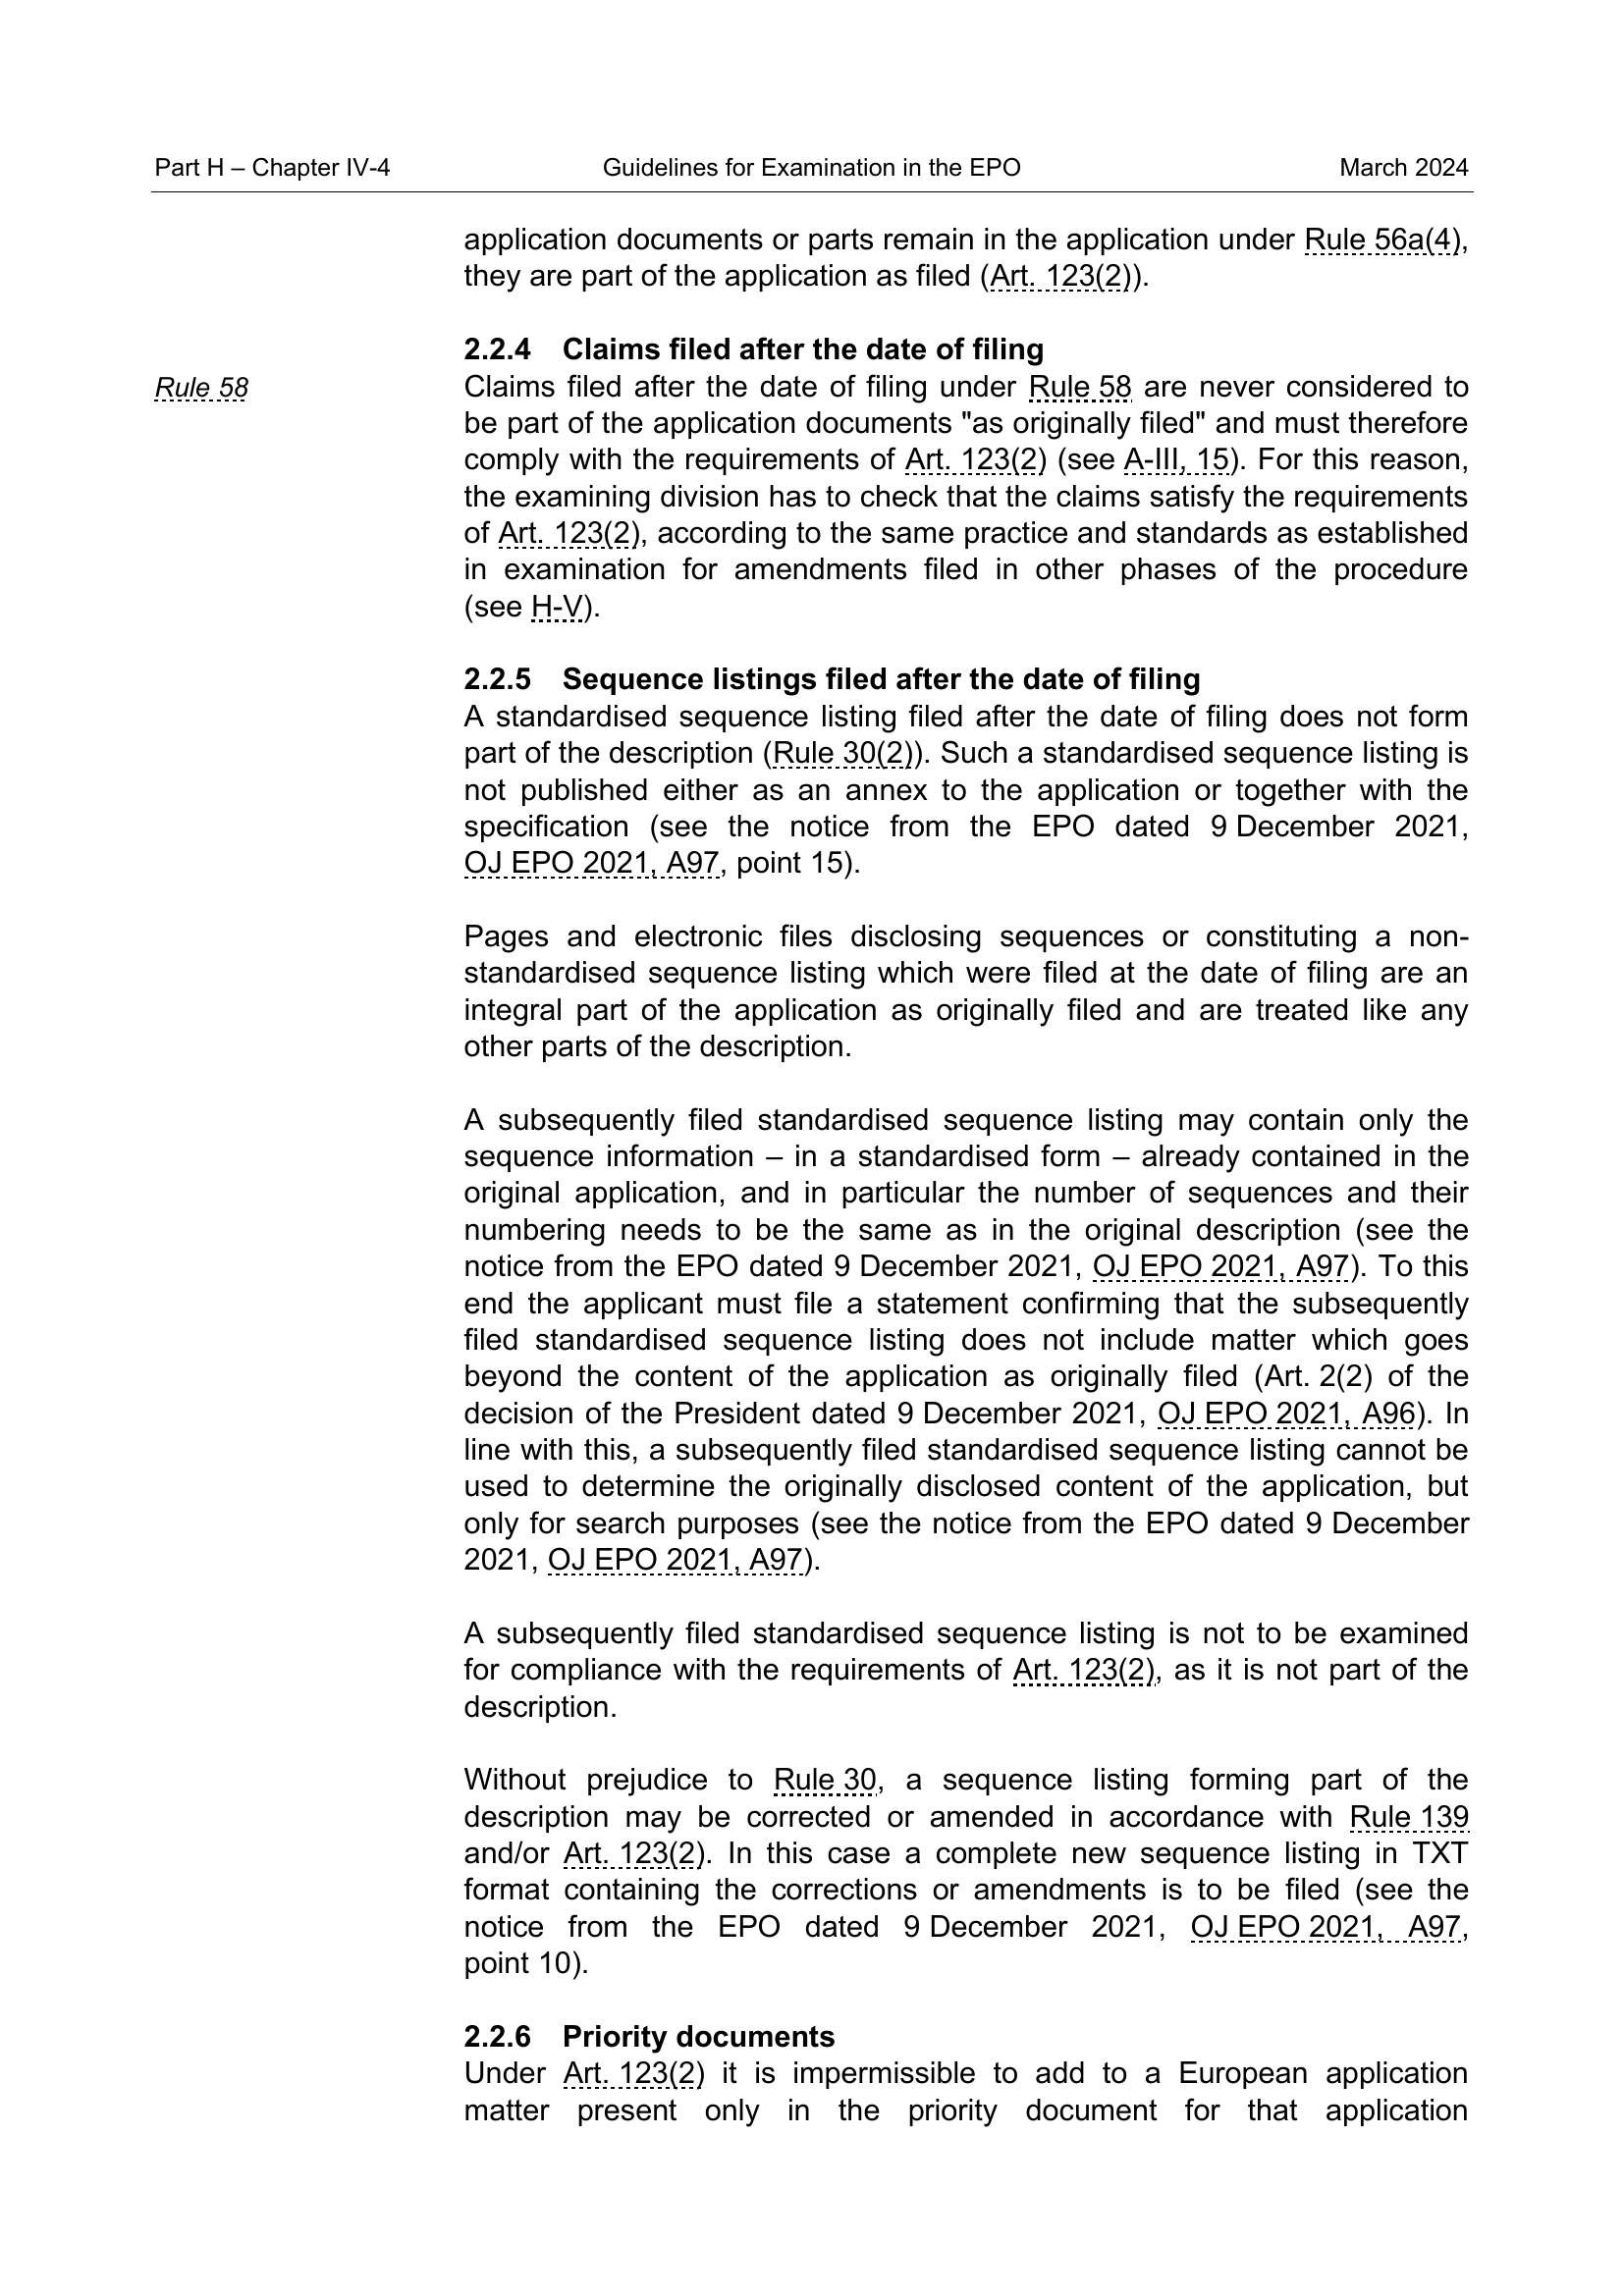 Part H – Chapter IV-4 Guidelines for Examination in the EPO March 2024
application documents or parts remain in the application under Rule 56a(4),
they are part of the application as filed (Art. 123(2)).
2.2.4 Claims filed after the date of filing
Rule 58
Claims filed after the date of filing under Rule 58 are never considered to
be part of the application documents "as originally filed" and must therefore
comply with the requirements of Art. 123(2) (see A-III, 15). For this reason,
the examining division has to check that the claims satisfy the requirements
of Art. 123(2), according to the same practice and standards as established
in examination for amendments filed in other phases of the procedure
(see H-V).
2.2.5 Sequence listings filed after the date of filing
A standardised sequence listing filed after the date of filing does not form
part of the description (Rule 30(2)). Such a standardised sequence listing is
not published either as an annex to the application or together with the
specification (see the notice from the EPO dated 9 December 2021,
OJ EPO 2021, A97, point 15).
Pages and electronic files disclosing sequences or constituting a non-
standardised sequence listing which were filed at the date of filing are an
integral part of the application as originally filed and are treated like any
other parts of the description.
A subsequently filed standardised sequence listing may contain only the
sequence information – in a standardised form – already contained in the
original application, and in particular the number of sequences and their
numbering needs to be the same as in the original description (see the
notice from the EPO dated 9 December 2021, OJ EPO 2021, A97). To this
end the applicant must file a statement confirming that the subsequently
filed standardised sequence listing does not include matter which goes
beyond the content of the application as originally filed (Art. 2(2) of the
decision of the President dated 9 December 2021, OJ EPO 2021, A96). In
line with this, a subsequently filed standardised sequence listing cannot be
used to determine the originally disclosed content of the application, but
only for search purposes (see the notice from the EPO dated 9 December
2021, OJ EPO 2021, A97).
A subsequently filed standardised sequence listing is not to be examined
for compliance with the requirements of Art. 123(2), as it is not part of the
description.
Without prejudice to Rule 30, a sequence listing forming part of the
description may be corrected or amended in accordance with Rule 139
and/or Art. 123(2). In this case a complete new sequence listing in TXT
format containing the corrections or amendments is to be filed (see the
notice from the EPO dated 9 December 2021, OJ EPO 2021, A97,
point 10).
2.2.6 Priority documents
Under Art. 123(2) it is impermissible to add to a European application
matter present only in the priority document for that application